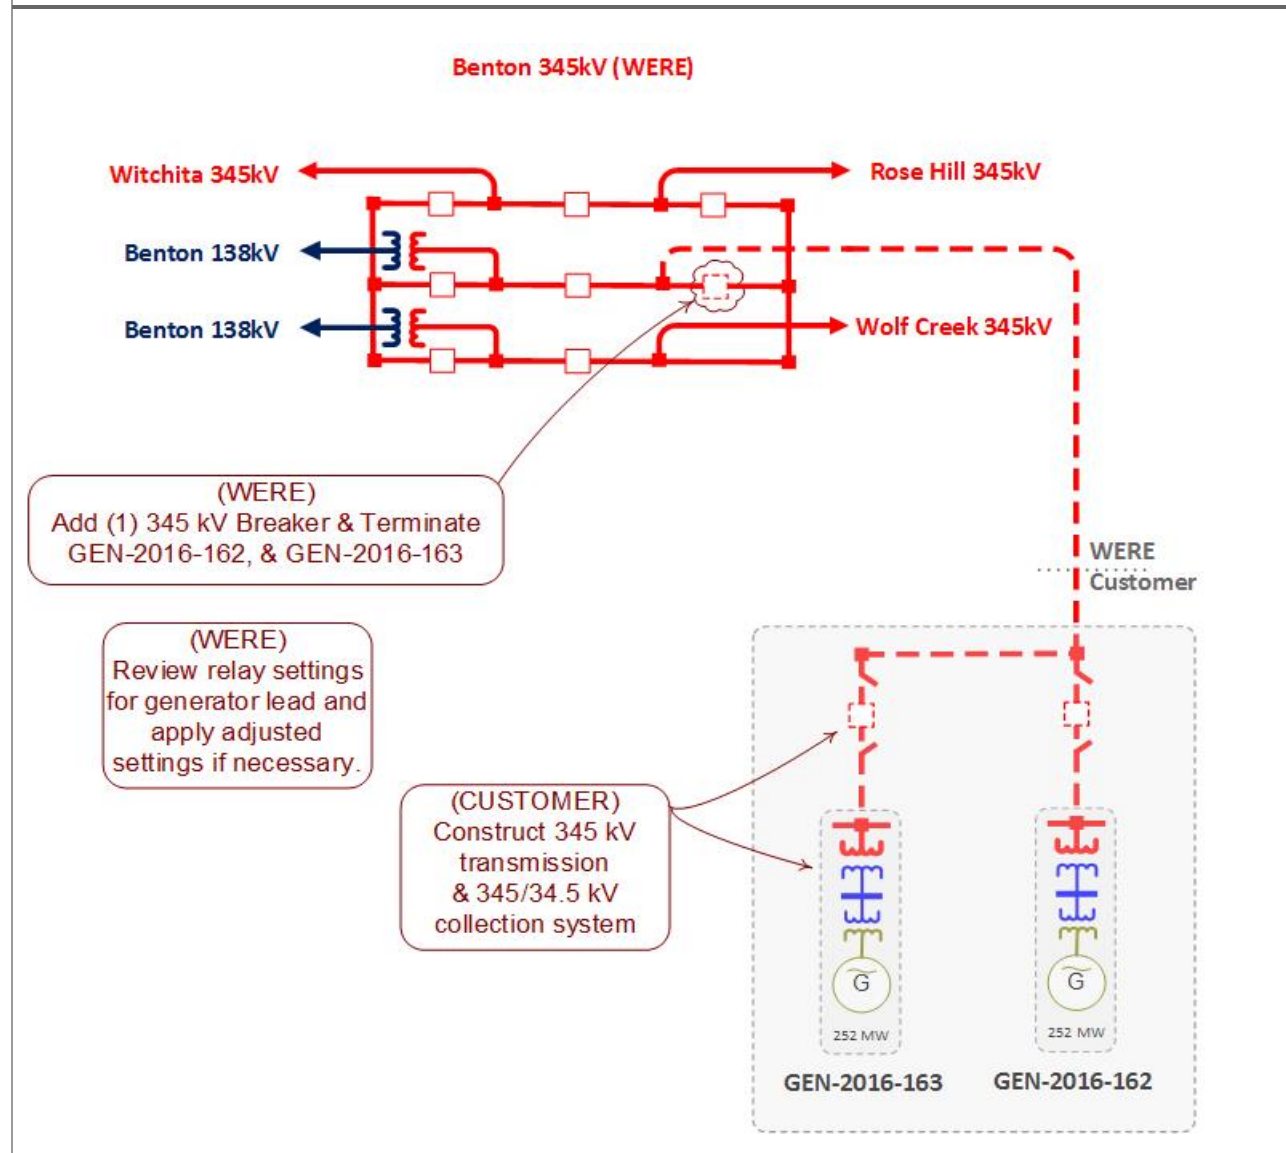 Benton 345kV (WERE)
Witchita 345kV
Rose Hill 345kV
Benton 138kV
Benton 138kV
Wolf Creek 345kV
(WERE)
Add (1) 345 kV Breaker & Terminate
GEN-2016-162, & GEN-2016-163
WERE
Customer
(WERE)
Review relay settings
for generator lead and
apply adjusted
settings if necessary.
(CUSTOMER)
Construct 345 kV
transmission
& 345/34.5 kV
collection system
G
252 MW
GEN-2016-163
G
252 MW
GEN-2016-162